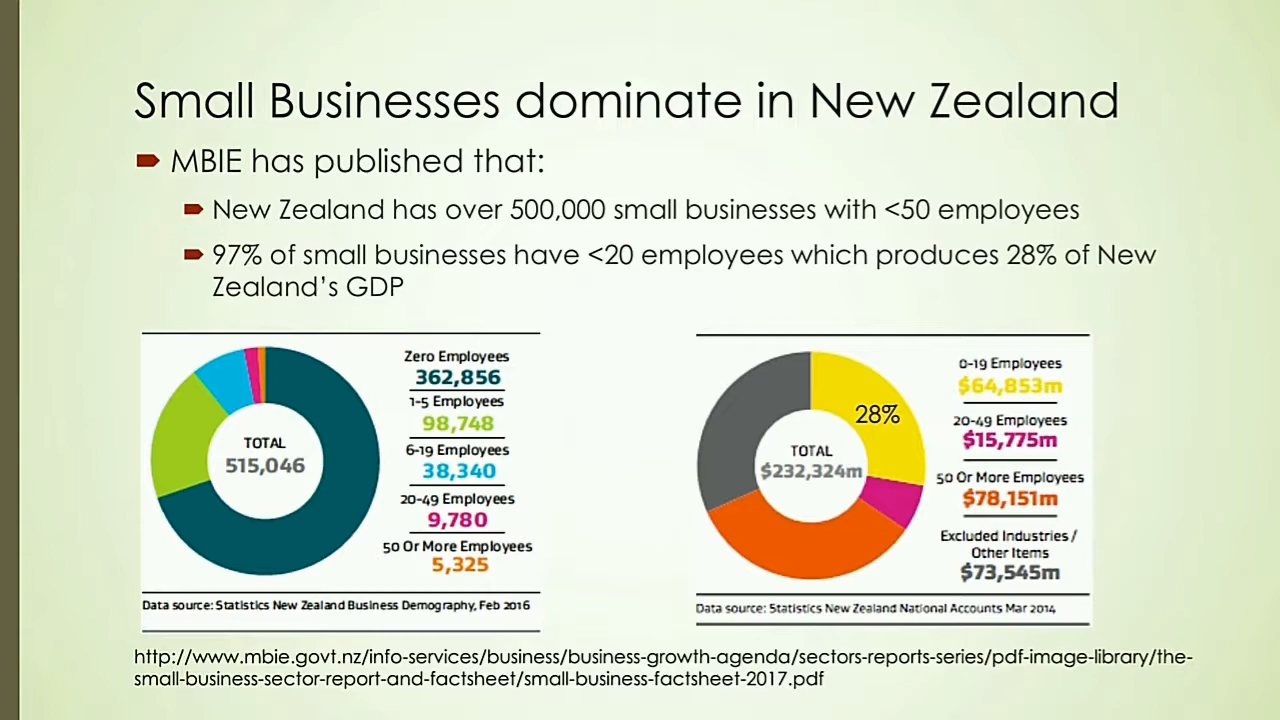 Small Businesses dominate in New Zealand
MBIE has published that:
New Zealand has over 500,000 small businesses with <50 employees
97% of small businesses have <20 employees which produces 28% of New
Zealand's GDP
Zero Employees
362,856
1-5 Employees
98,748
6-19 Employees
38,340
20-49 Employees
9,780
50 Or More Employees
5,325
TOTAL
515,046
Data source: Statistics New Zealand Business Demography, Feb 2016
0-19 Employees
$64,853m
20-49 Employees
$15,775m
50 Or More Employees
$78,151m
Excluded Industries /
Other Items
$73,545m
28%
TOTAL
$232,324m
Data source: Statistics New Zealand National Accounts Mar 2014
http://www.mbie.govt.nz/info-services/business/business-growth-agenda/sectors-reports-series/pdf-image-library/the-
small-business-sector-report-and-factsheet/small-business-factsheet-2017.pdf